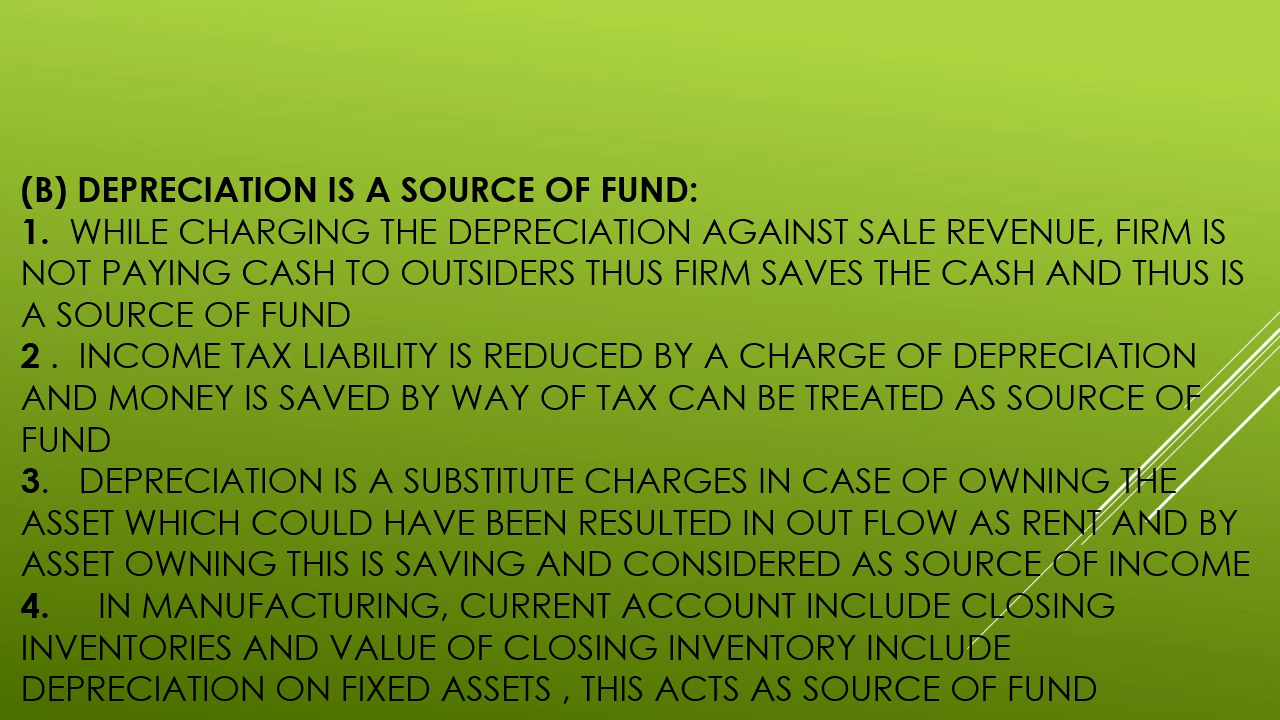 (B) DEPRECIATION IS A SOURCE OF FUND:
1. WHILE CHARGING THE DEPRECIATION AGAINST SALE REVENUE, FIRM IS
NOT PAYING CASH TO OUTSIDERS THUS FIRM SAVES THE CASH AND THUS IS
A SOURCE OF FUND
2 . INCOME TAX LIABILITY IS REDUCED BY A CHARGE OF DEPRECIATION
AND MONEY IS SAVED BY WAY OF TAX CAN BE TREATED AS SOURCE OF
FUND
3. DEPRECIATION IS A SUBSTITUTE CHARGES IN CASE OF OWNING THE
ASSET WHICH COULD HAVE BEEN RESULTED IN OUT FLOW AS RENT AND BY
ASSET OWNING THIS IS SAVING AND CONSIDERED AS SOURCE OF INCOME
4. IN MANUFACTURING, CURRENT ACCOUNT INCLUDE CLOSING
INVENTORIES AND VALUE OF CLOSING INVENTORY INCLUDE
DEPRECIATION ON FIXED ASSETS , THIS ACTS AS SOURCE OF FUND